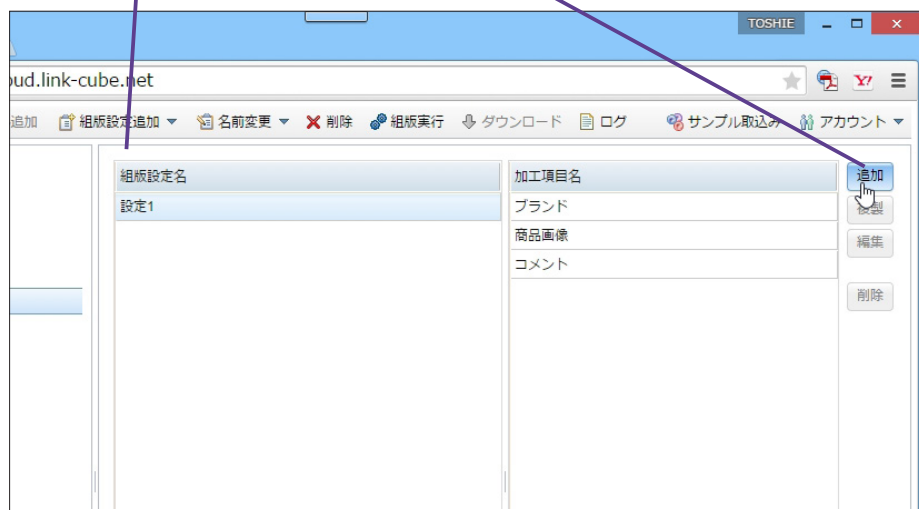 TOSHIE
oud.link-cube.net
追加 組版設定追加 名前変更 削除 組版実行 ダウンロード ログ サンプル取込み アカウント
組版設定名 加工項目名 追加
設定1 ブランド 複製
商品画像 編集
コメント
削除